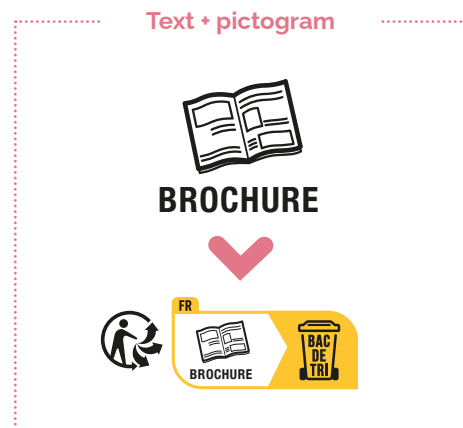 Text + pictogram
BROCHURE
FR
BROCHURE
BAC
DE
TRI